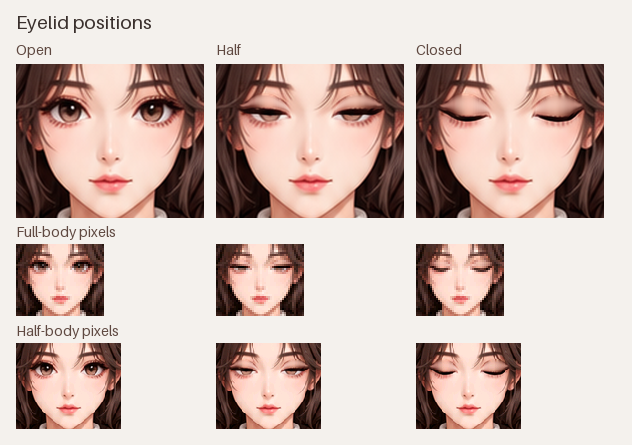 Eyelid positions
Open
Half
Closed
Full-body pixels
Half-body pixels